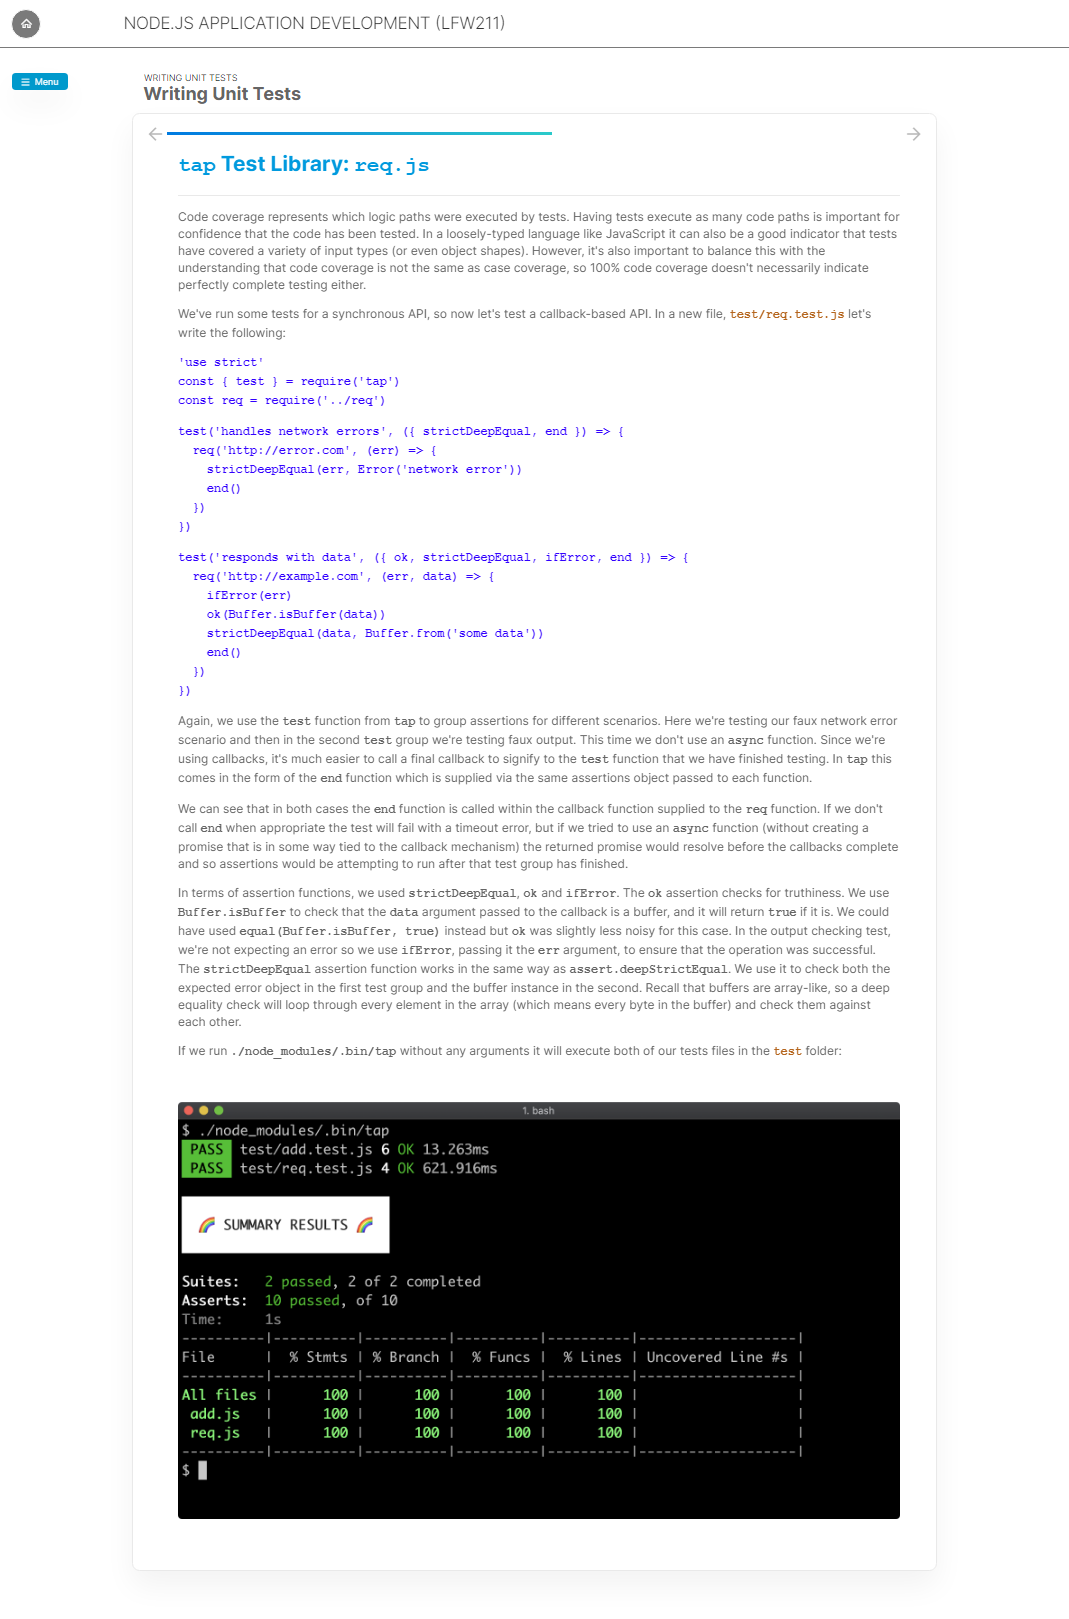 NODE.JS APPLICATION DEVELOPMENT (LFW211)
Menu
WRITING UNIT TESTS
Writing Unit Tests
tap Test Library: req.js
Code coverage represents which logic paths were executed by tests. Having tests execute as many code paths is important for
confidence that the code has been tested. In a loosely-typed language like JavaScript it can also be a good indicator that tests
have covered a variety of input types (or even object shapes). However, it's also important to balance this with the
understanding that code coverage is not the same as case coverage, so 100% code coverage doesn't necessarily indicate
perfectly complete testing either.
We've run some tests for a synchronous API, so now let's test a callback-based API. In a new file, test/req.test.js let's
write the following:
'use strict'
const { test } = require('tap')
const req = require('../req')
test('handles network errors', ({ strictDeepEqual, end }) => {
  req('http://error.com', (err) => {
    strictDeepEqual(err, Error('network error'))
    end()
  })
})
test('responds with data', ({ ok, strictDeepEqual, ifError, end }) => {
  req('http://example.com', (err, data) => {
    ifError(err)
    ok(Buffer.isBuffer(data))
    strictDeepEqual(data, Buffer.from('some data'))
    end()
  })
})
Again, we use the test function from tap to group assertions for different scenarios. Here we're testing our faux network error
scenario and then in the second test group we're testing faux output. This time we don't use an async function. Since we're
using callbacks, it's much easier to call a final callback to signify to the test function that we have finished testing. In tap this
comes in the form of the end function which is supplied via the same assertions object passed to each function.
We can see that in both cases the end function is called within the callback function supplied to the req function. If we don't
call end when appropriate the test will fail with a timeout error, but if we tried to use an async function (without creating a
promise that is in some way tied to the callback mechanism) the returned promise would resolve before the callbacks complete
and so assertions would be attempting to run after that test group has finished.
In terms of assertion functions, we used strictDeepEqual, ok and ifError. The ok assertion checks for truthiness. We use
Buffer.isBuffer to check that the data argument passed to the callback is a buffer, and it will return true if it is. We could
have used equal(Buffer.isBuffer, true) instead but ok was slightly less noisy for this case. In the output checking test,
we're not expecting an error so we use ifError, passing it the err argument, to ensure that the operation was successful.
The strictDeepEqual assertion function works in the same way as assert.deepStrictEqual. We use it to check both the
expected error object in the first test group and the buffer instance in the second. Recall that buffers are array-like, so a deep
equality check will loop through every element in the array (which means every byte in the buffer) and check them against
each other.
If we run ./node_modules/.bin/tap without any arguments it will execute both of our tests files in the test folder:
1. bash
$ ./node_modules/.bin/tap
PASS test/add.test.js 6 OK 13.263ms
PASS test/req.test.js 4 OK 621.916ms
🌈 SUMMARY RESULTS 🌈
Suites:   2 passed, 2 of 2 completed
Asserts:  10 passed, of 10
Time:     1s
----------|----------|----------|----------|----------|-------------------|
File      |  % Stmts | % Branch |  % Funcs |  % Lines | Uncovered Line #s |
----------|----------|----------|----------|----------|-------------------|
All files |      100 |      100 |      100 |      100 |                   |
 add.js   |      100 |      100 |      100 |      100 |                   |
 req.js   |      100 |      100 |      100 |      100 |                   |
----------|----------|----------|----------|----------|-------------------|
$